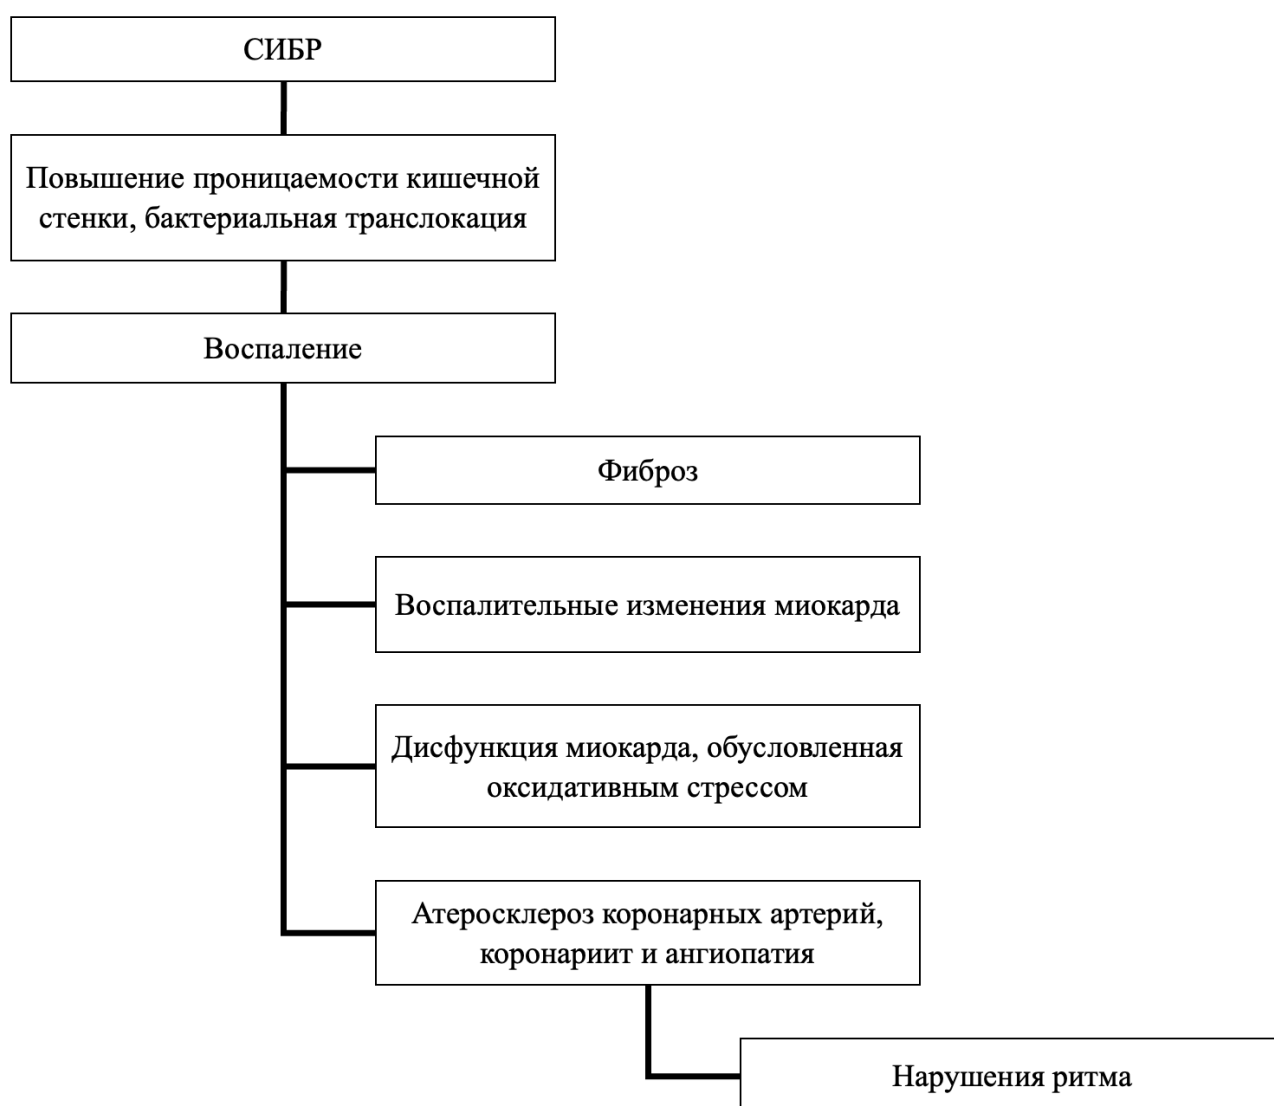 СИБР
Повышение проницаемости кишечной
стенки, бактериальная транслокация
Воспаление
Фиброз
Воспалительные изменения миокарда
Дисфункция миокарда, обусловленная
оксидативным стрессом
Атеросклероз коронарных артерий,
коронариит и ангиопатия
Нарушения ритма